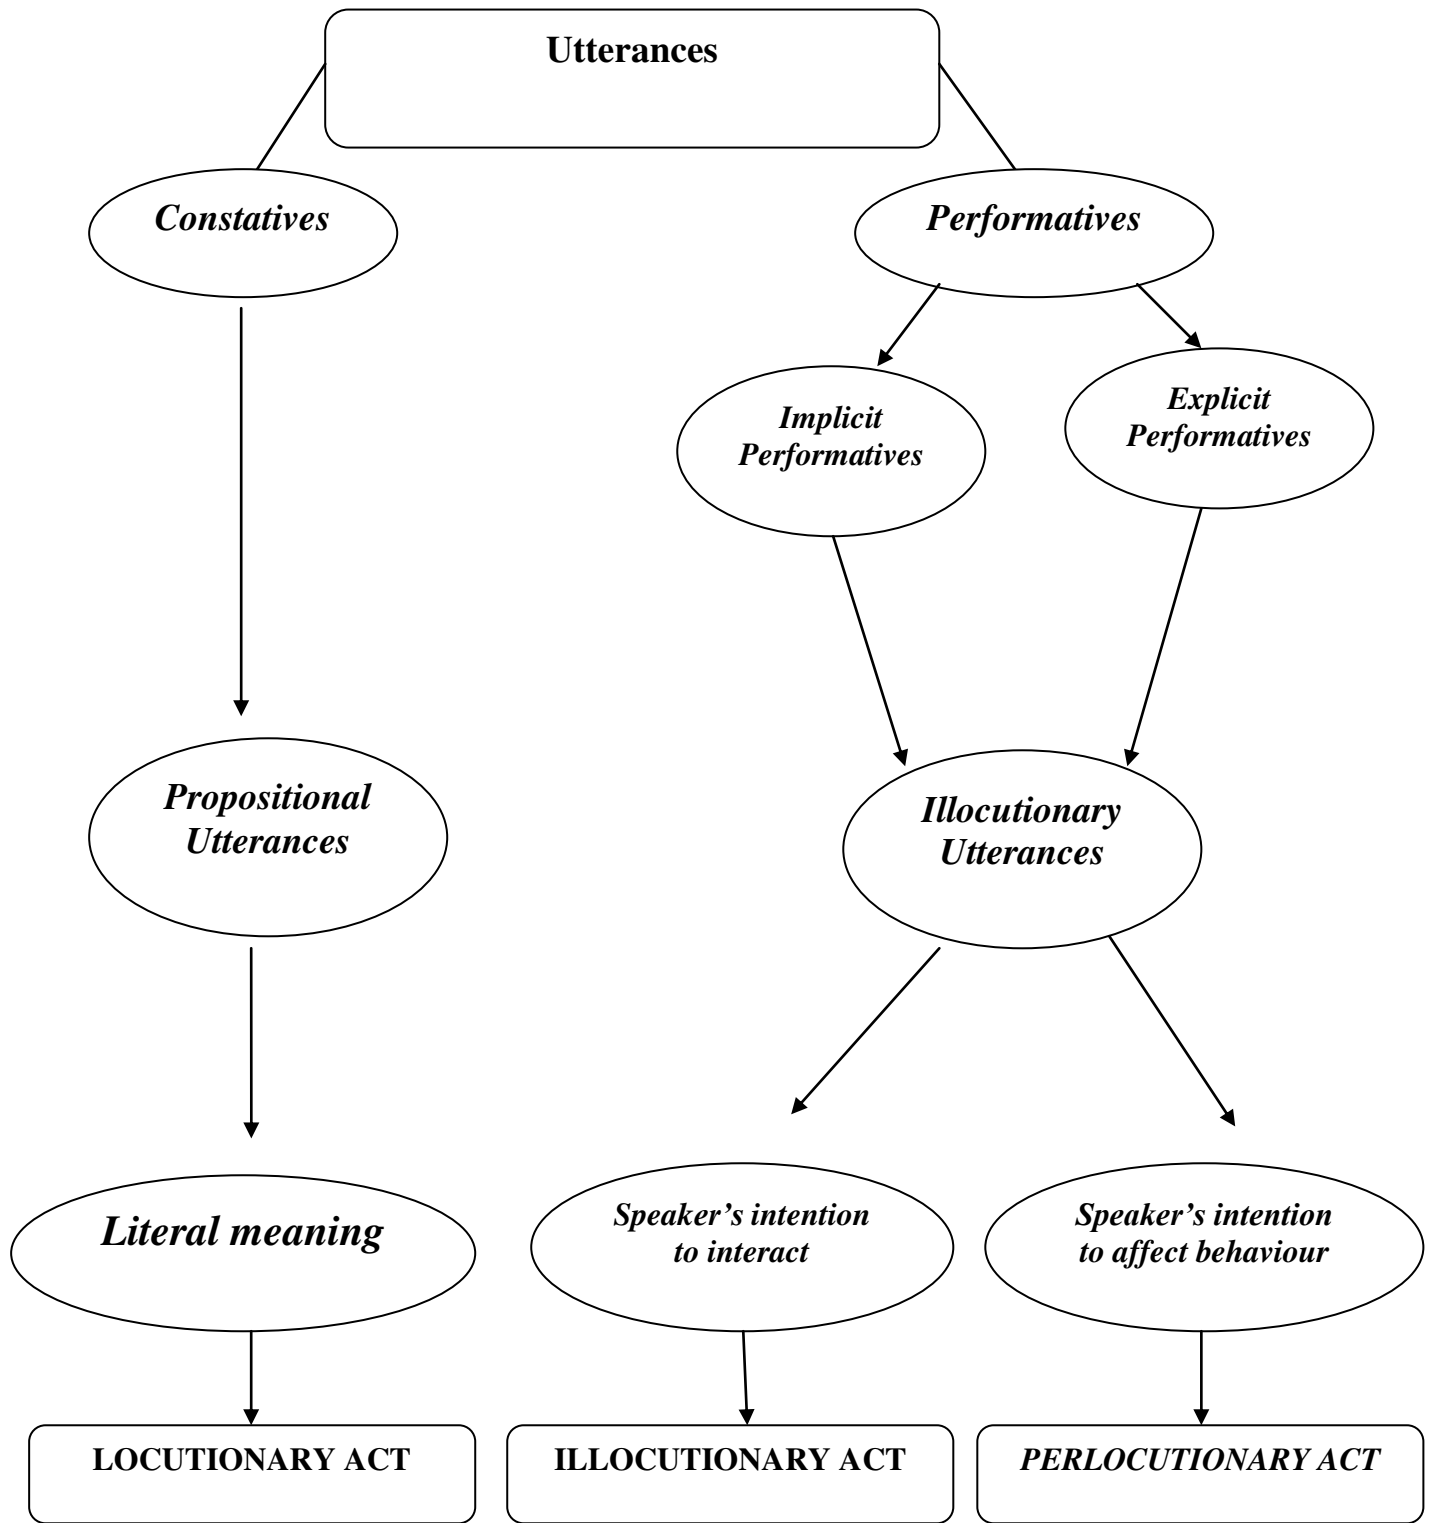 Utterances
Constatives
Performatives
Implicit
Performatives
Explicit
Performatives
Propositional
Utterances
Illocutionary
Utterances
Literal meaning
Speaker’s intention
to interact
Speaker’s intention
to affect behaviour
LOCUTIONARY ACT
ILLOCUTIONARY ACT
PERLOCUTIONARY ACT